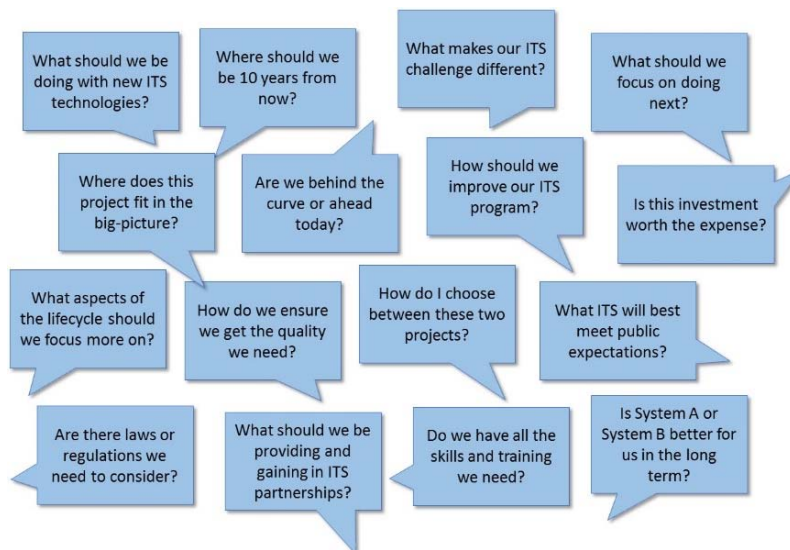 What should we be
doing with new ITS
technologies?
Where should we
be 10 years from
now?
What makes our ITS
challenge different?
What should we
focus on doing
next?
Where does this
project fit in the
big-picture?
Are we behind the
curve or ahead
today?
How should we
improve our ITS
program?
Is this investment
worth the expense?
What aspects of
the lifecycle should
we focus more on?
How do we ensure
we get the quality
we need?
How do I choose
between these two
projects?
What ITS will best
meet public
expectations?
Are there laws or
regulations we
need to consider?
What should we be
providing and
gaining in ITS
partnerships?
Do we have all the
skills and training
we need?
Is System A or
System B better for
us in the long
term?